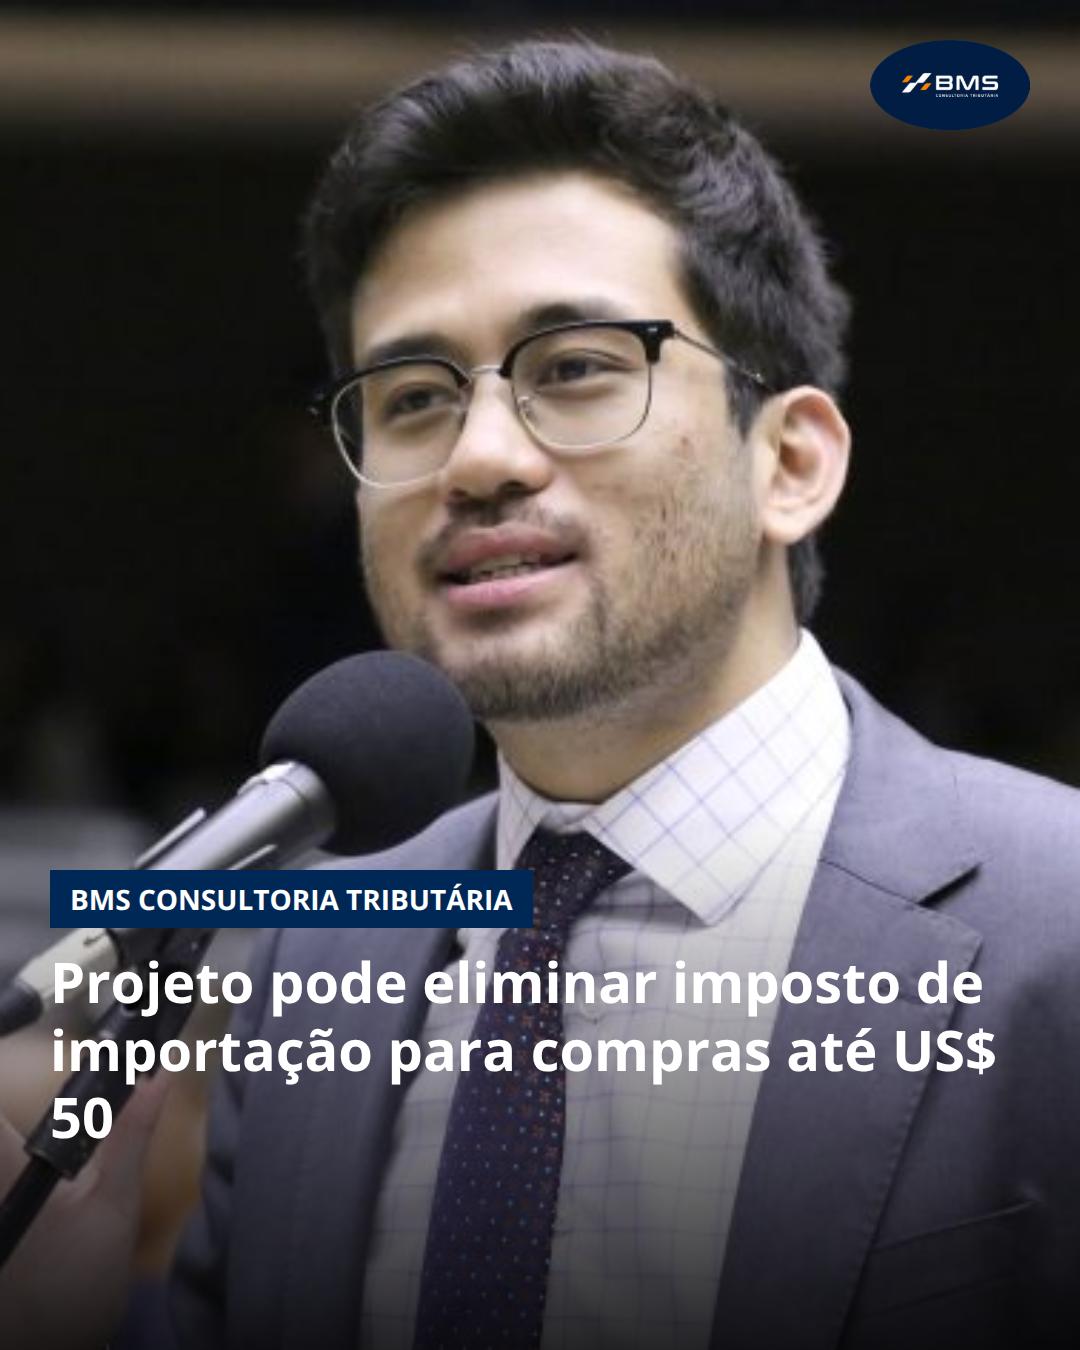 BMS
CONSULTORIA TRIBUTÁRIA
BMS CONSULTORIA TRIBUTÁRIA
Projeto pode eliminar imposto de
importação para compras até US$
50